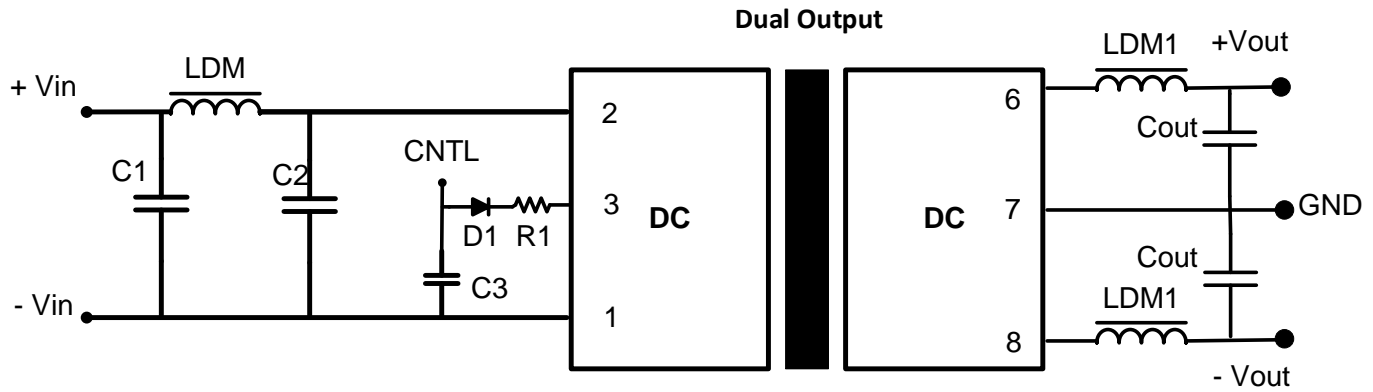 Dual Output
LDM
LDM1
+Vout
+ Vin
2
6
Cout
C1
C2
CNTL
3
DC
DC
7
GND
D1
R1
C3
Cout
LDM1
- Vin
1
8
- Vout